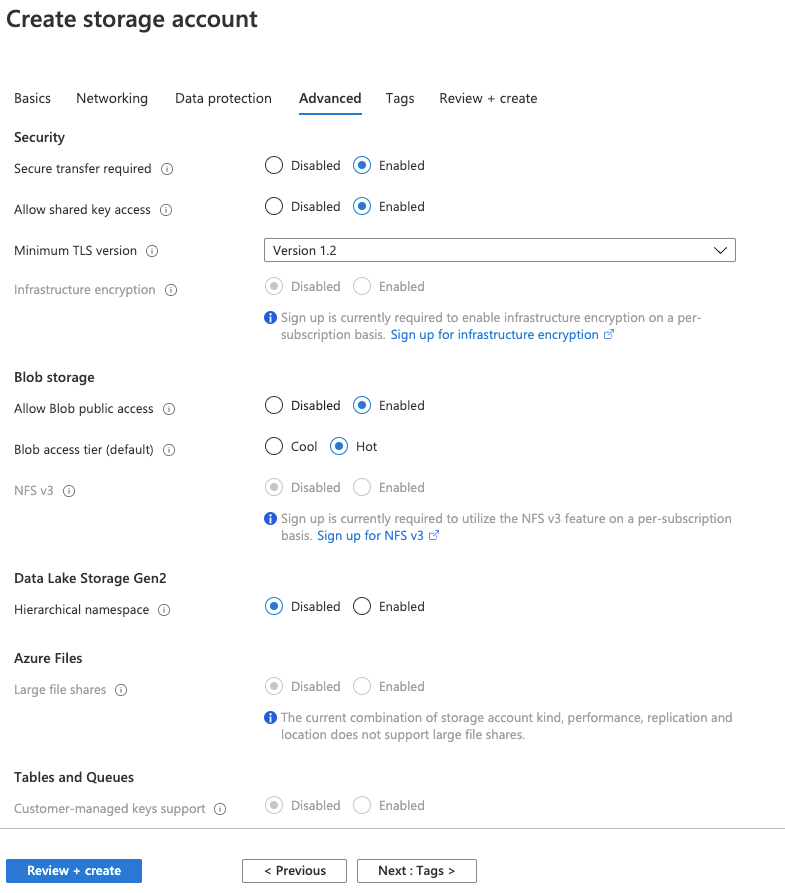 Create storage account
Basics Networking Data protection Advanced Tags Review + create
Security
Secure transfer required Disabled Enabled
Allow shared key access Disabled Enabled
Minimum TLS version Version 1.2
Infrastructure encryption Disabled Enabled
Sign up is currently required to enable infrastructure encryption on a per-
subscription basis. Sign up for infrastructure encryption
Blob storage
Allow Blob public access Disabled Enabled
Blob access tier (default) Cool Hot
NFS v3 Disabled Enabled
Sign up is currently required to utilize the NFS v3 feature on a per-subscription
basis. Sign up for NFS v3
Data Lake Storage Gen2
Hierarchical namespace Disabled Enabled
Azure Files
Large file shares Disabled Enabled
The current combination of storage account kind, performance, replication and
location does not support large file shares.
Tables and Queues
Customer-managed keys support Disabled Enabled
Review + create < Previous Next : Tags >